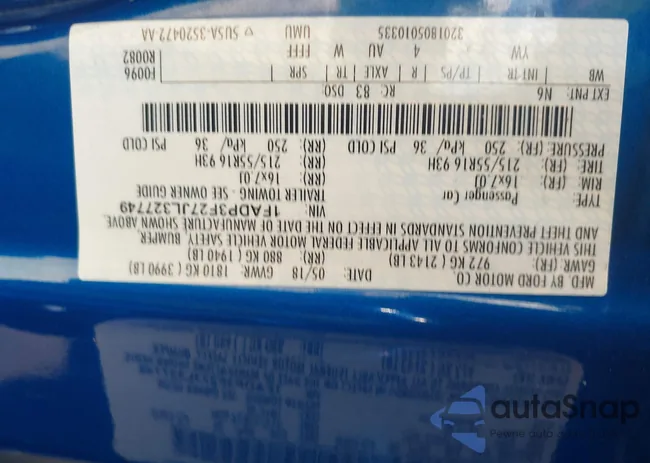 MFD. BY FORD MOTOR CO.
DATE: 05/18 GVWR: 1810 KG ( 3990 LB)
GAWR: (FR): 972 KG ( 2143 LB) (RR): 880 KG ( 1940 LB)
THIS VEHICLE CONFORMS TO ALL APPLICABLE FEDERAL MOTOR VEHICLE SAFETY, BUMPER,
AND THEFT PREVENTION STANDARDS IN EFFECT ON THE DATE OF MANUFACTURE SHOWN ABOVE.
VIN: 1FADP3F27JL327749
TYPE: Passenger Car TRAILER TOWING - SEE OWNER GUIDE
RIM: (FR): 16x7.0J (RR): 16x7.0J
TIRE: (FR): 215/55R16 93H (RR): 215/55R16 93H
PRESSURE: (FR): 250 kPa/ 36 PSI COLD (RR): 250 kPa/ 36 PSI COLD
EXT PNT: N6 RC: 83 DSO:
WB INT TR TP/PS AXLE TR SPR F0096
R0082
YW 4 AU W FFF
3201805010335 UMU ▽ 5USA-3S20472-AA
autoSnap